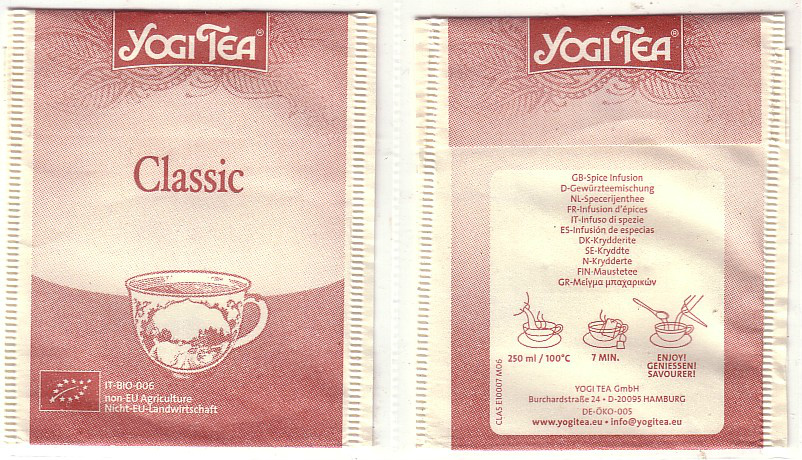 YOGI TEA®
Classic
IT-BIO-006
non-EU Agriculture
Nicht-EU-Landwirtschaft
YOGI TEA®
GB-Spice Infusion
D-Gewürzteemischung
NL-Specerijenthee
FR-Infusion d'épices
IT-Infuso di spezie
ES-Infusión de especias
DK-Krydderite
SE-Kryddte
N-Krydderte
FIN-Maustetee
GR-Μείγμα μπαχαρικών
250 ml / 100°C
7 MIN.
ENJOY!
GENIESSEN!
SAVOURER!
CLAS E10007 M06
YOGI TEA GmbH
Burchardstraße 24 • D-20095 HAMBURG
DE-ÖKO-005
www.yogitea.eu • info@yogitea.eu